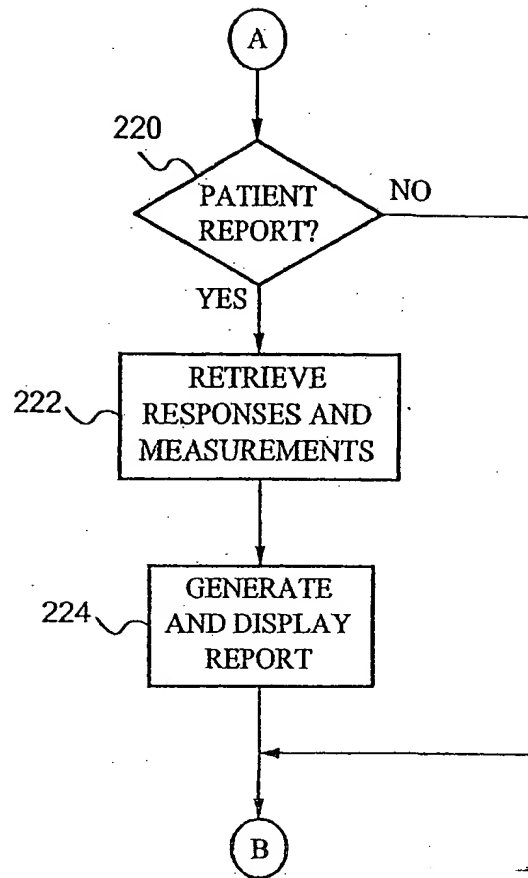 A
220
PATIENT
REPORT?
NO
YES
222
RETRIEVE
RESPONSES AND
MEASUREMENTS
224
GENERATE
AND DISPLAY
REPORT
B